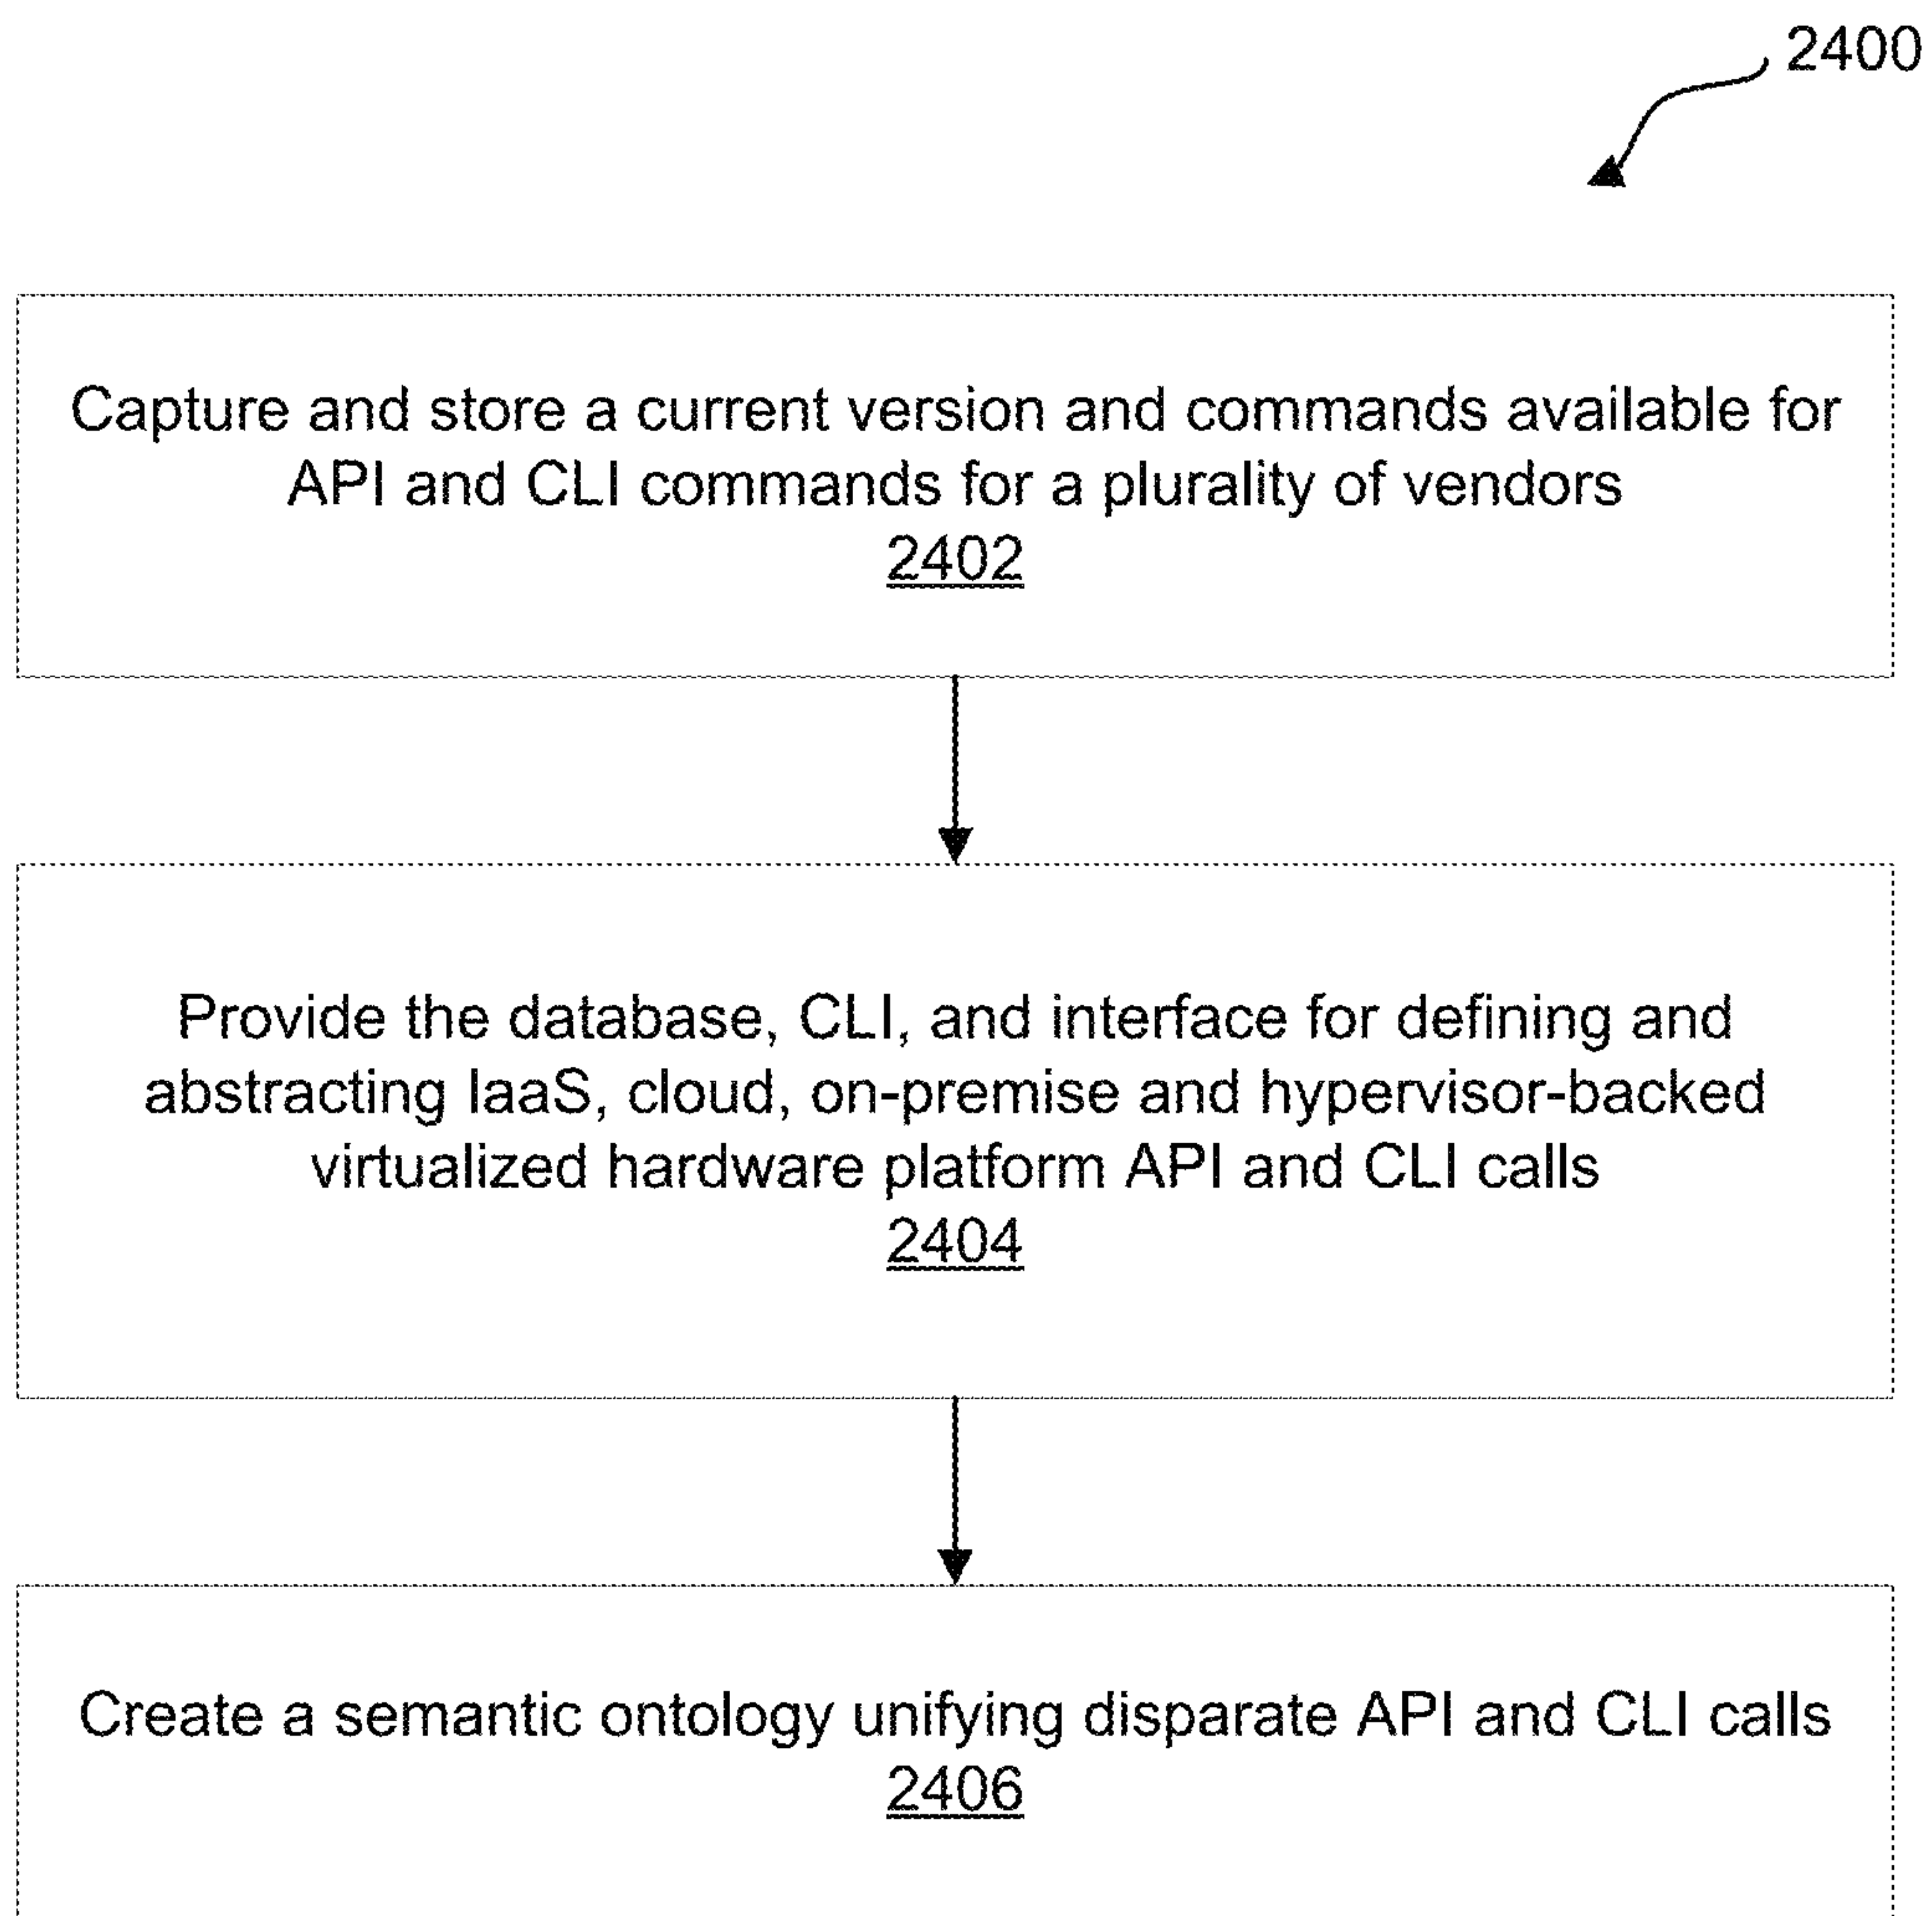 2400
Capture and store a current version and commands available for
API and CLI commands for a plurality of vendors
2402
Provide the database, CLI, and interface for defining and
abstracting IaaS, cloud, on-premise and hypervisor-backed
virtualized hardware platform API and CLI calls
2404
Create a semantic ontology unifying disparate API and CLI calls
2406